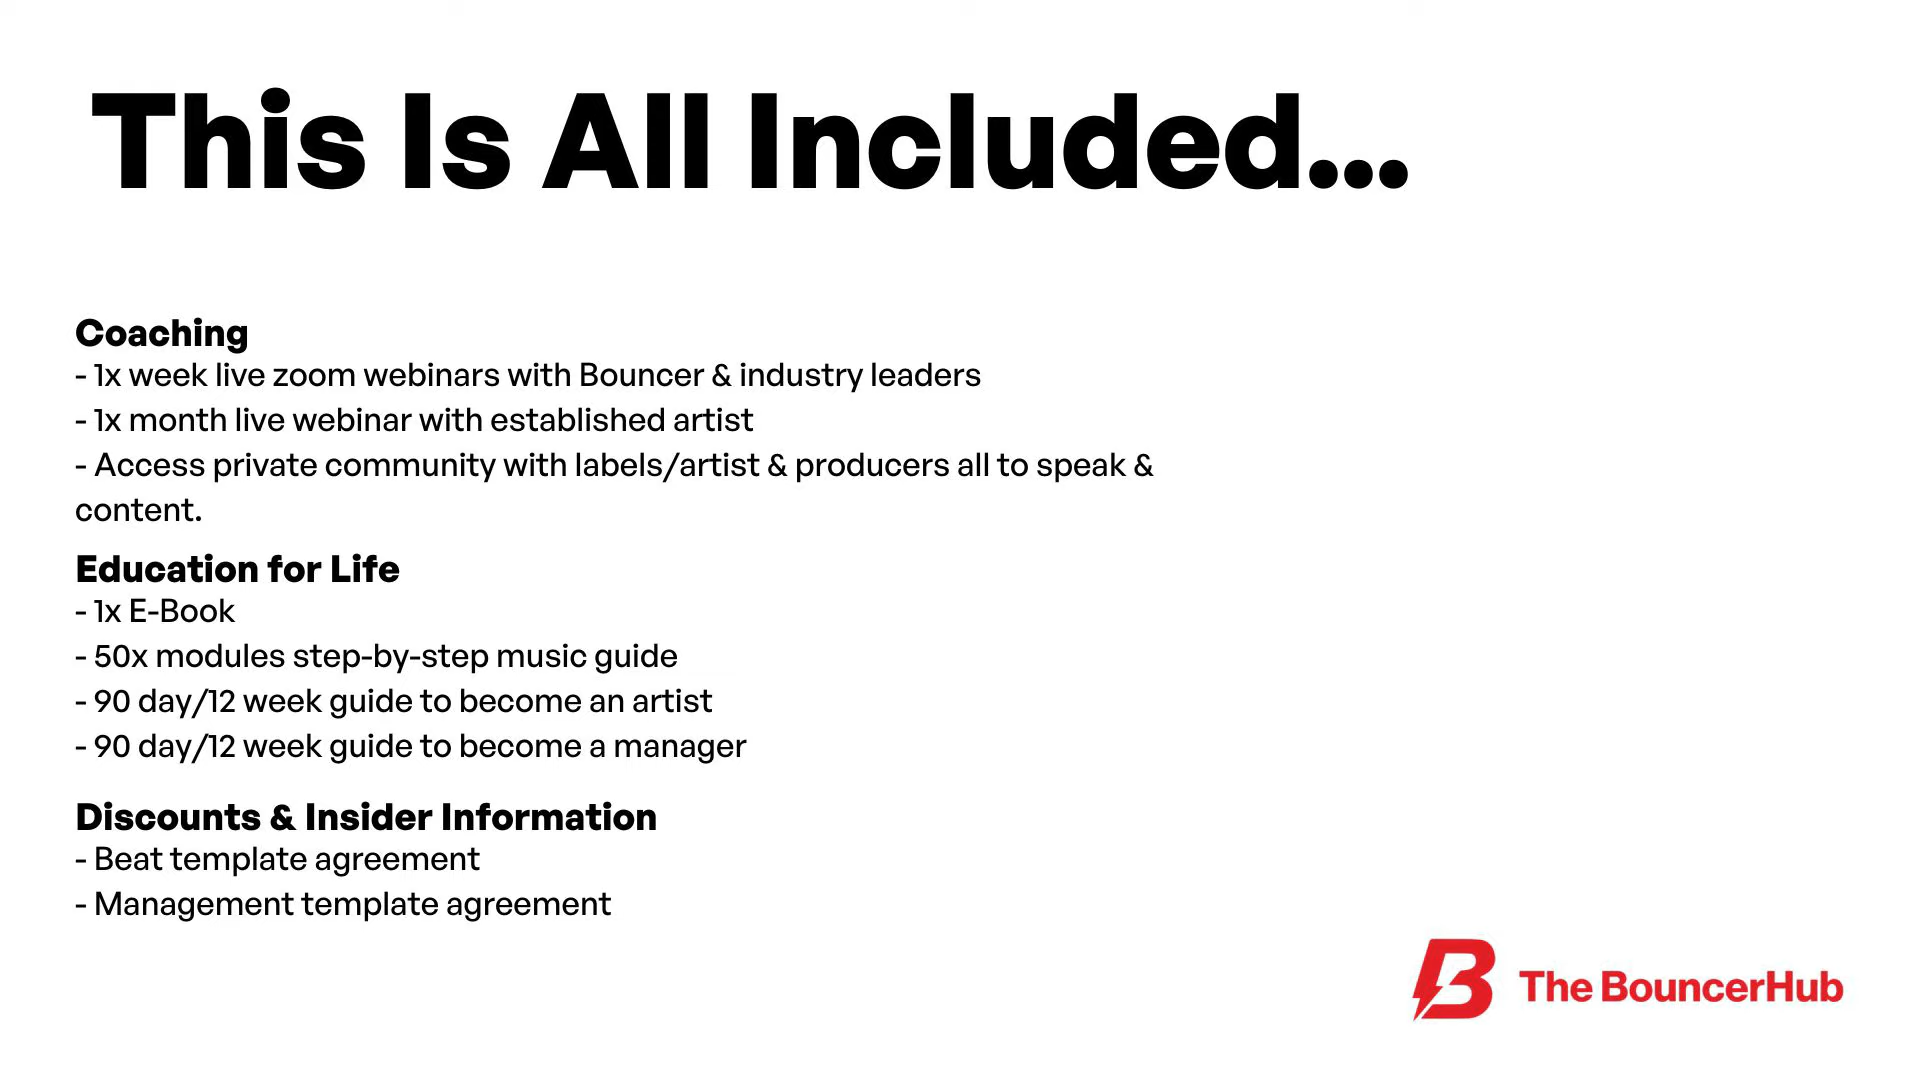 This Is All Included...
Coaching
- 1x week live zoom webinars with Bouncer & industry leaders
- 1x month live webinar with established artist
- Access private community with labels/artist & producers all to speak &
content.
Education for Life
- 1x E-Book
- 50x modules step-by-step music guide
- 90 day/12 week guide to become an artist
- 90 day/12 week guide to become a manager
Discounts & Insider Information
- Beat template agreement
- Management template agreement
The BouncerHub